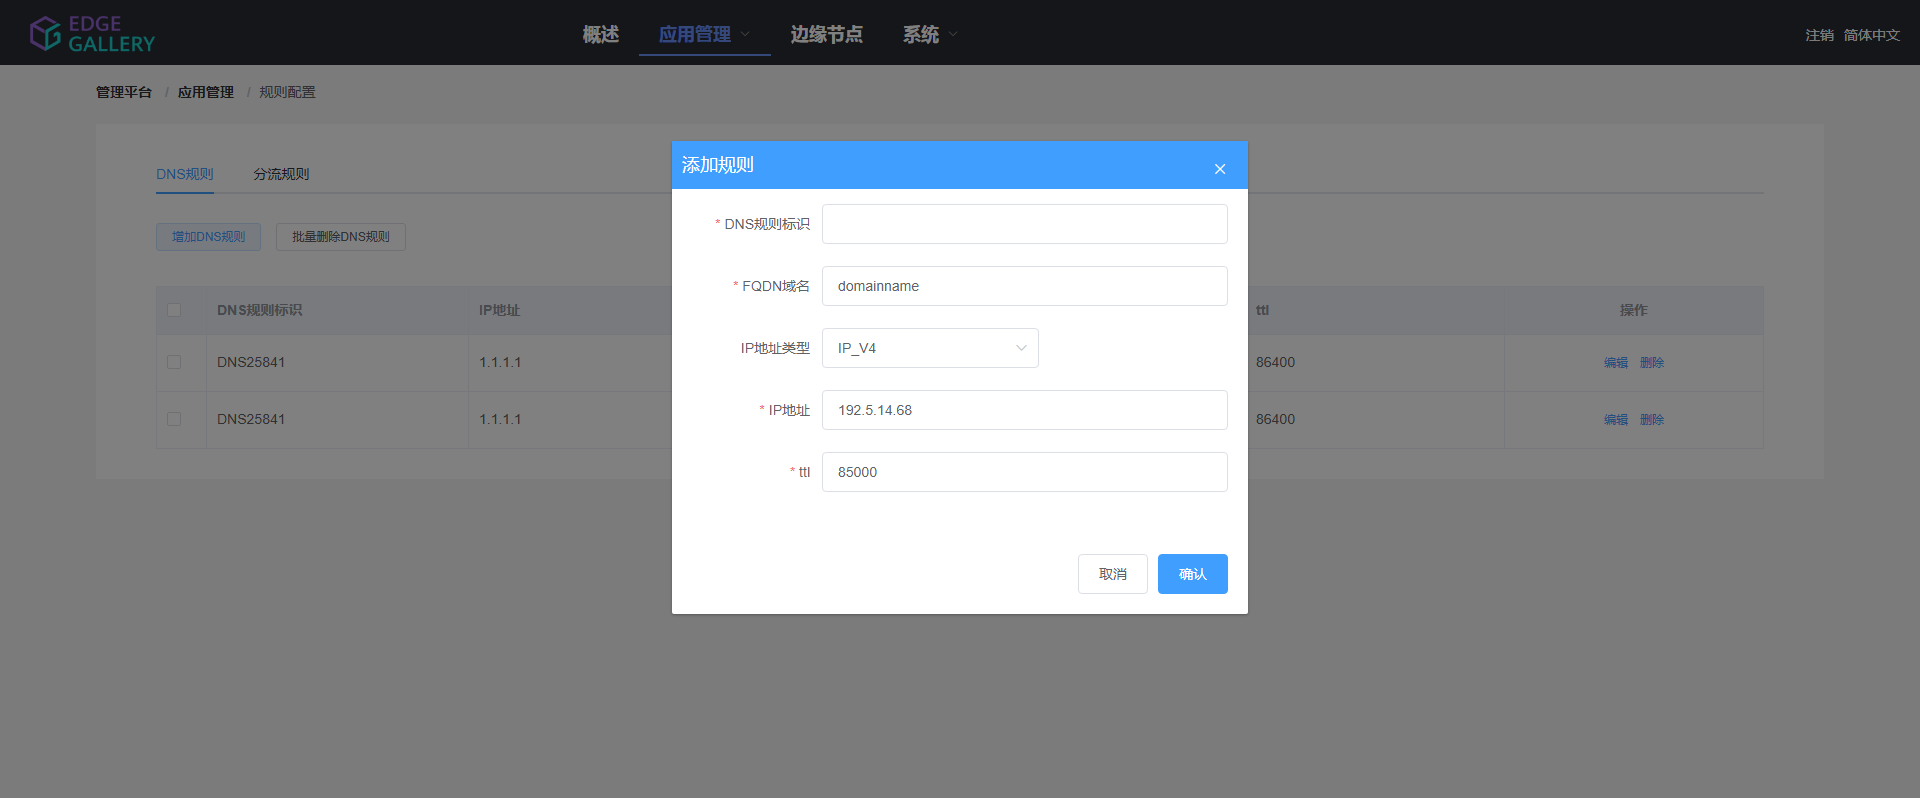 EDGE
GALLERY
概述 应用管理 边缘节点 系统
注销 简体中文
管理平台 / 应用管理 / 规则配置
DNS规则 分流规则
增加DNS规则 批量删除DNS规则
DNS规则标识 IP地址 ttl 操作
DNS25841 1.1.1.1 86400 编辑 删除
DNS25841 1.1.1.1 86400 编辑 删除
添加规则
* DNS规则标识
* FQDN域名 domainname
IP地址类型 IP_V4
* IP地址 192.5.14.68
* ttl 85000
取消 确认